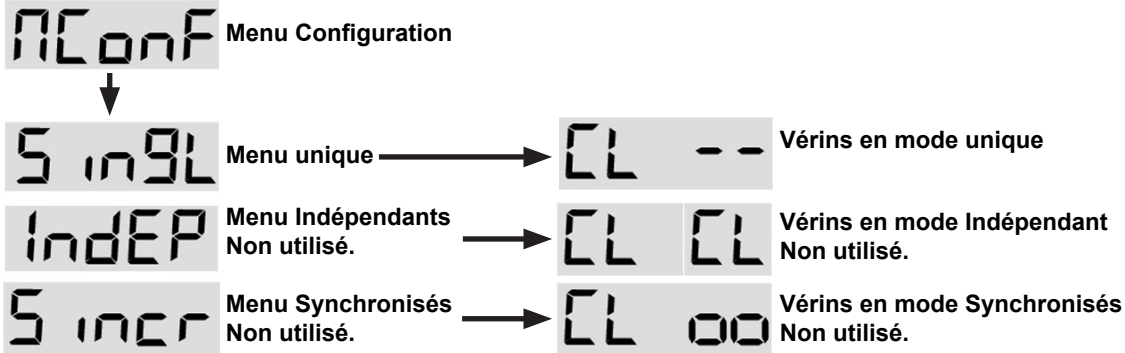 MConF Menu Configuration
SingL Menu unique CL -- Vérins en mode unique
IndEP Menu Indépendants CL CL Vérins en mode Indépendant
Non utilisé. Non utilisé.
Sincr Menu Synchronisés CL oo Vérins en mode Synchronisés
Non utilisé. Non utilisé.